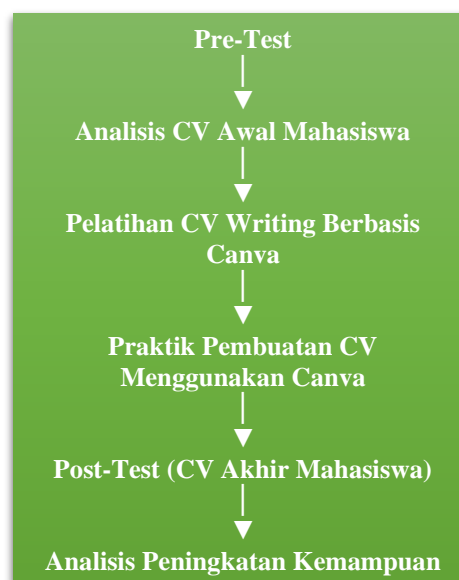 Pre-Test
Analisis CV Awal Mahasiswa
Pelatihan CV Writing Berbasis
Canva
Praktik Pembuatan CV
Menggunakan Canva
Post-Test (CV Akhir Mahasiswa)
Analisis Peningkatan Kemampuan